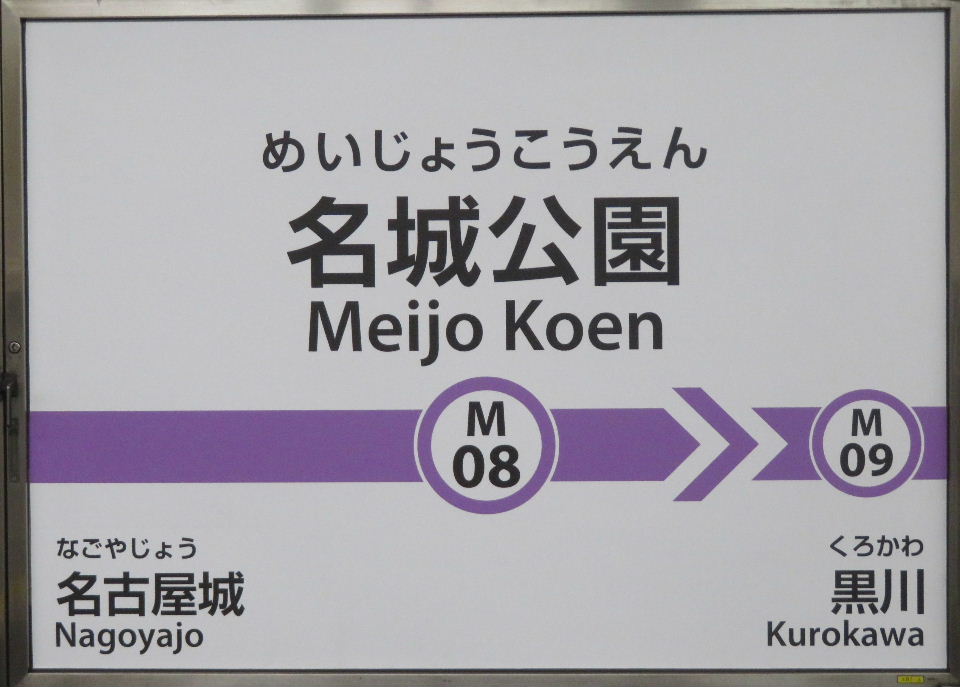 めいじょうこうえん
名城公園
Meijo Koen
M
08
M
09
なごやじょう
名古屋城
Nagoyajo
くろかわ
黒川
Kurokawa